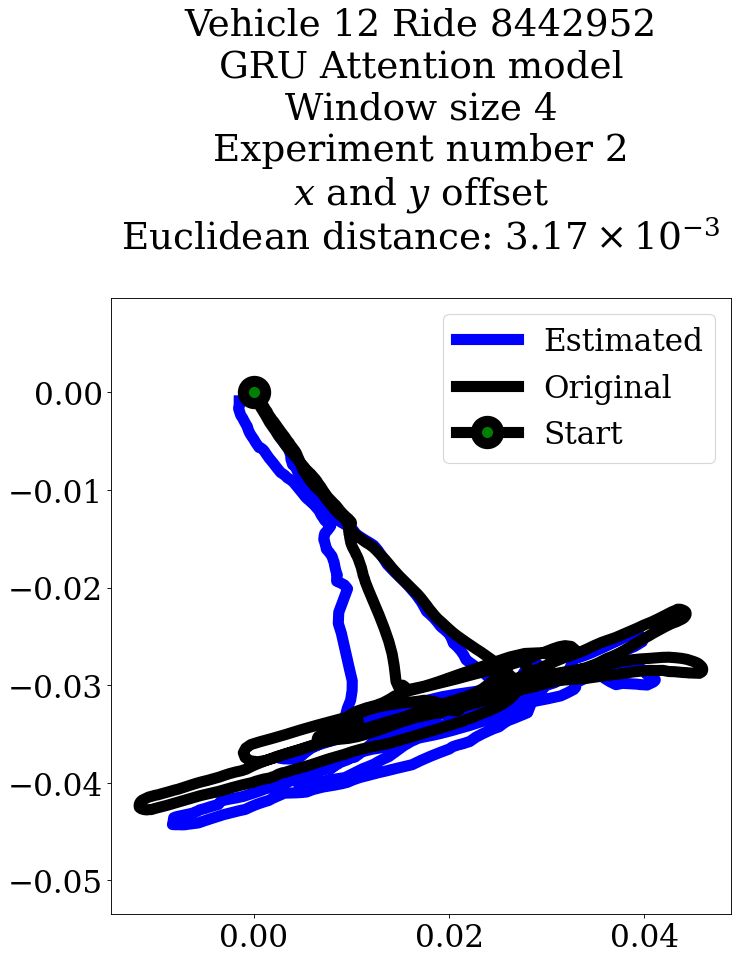 Vehicle 12 Ride 8442952
GRU Attention model
Window size 4
Experiment number 2
x and y offset
Euclidean distance: 3.17 × 10⁻³
Estimated
Original
Start
0.00
−0.01
−0.02
−0.03
−0.04
−0.05
0.00 0.02 0.04